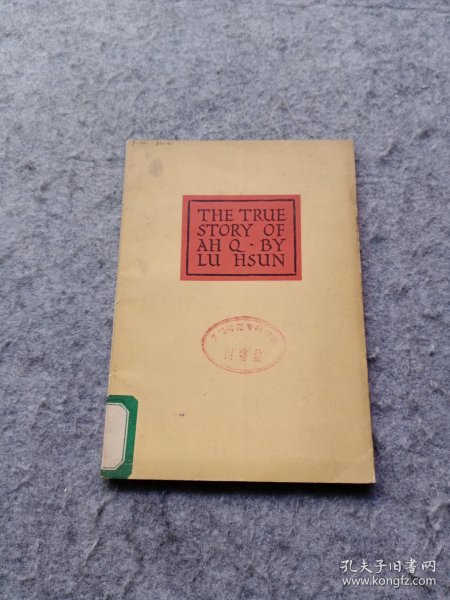 THE TRUE
STORY OF
AH Q · BY
LU HSUN
孔夫子旧书网
www.kongfz.com